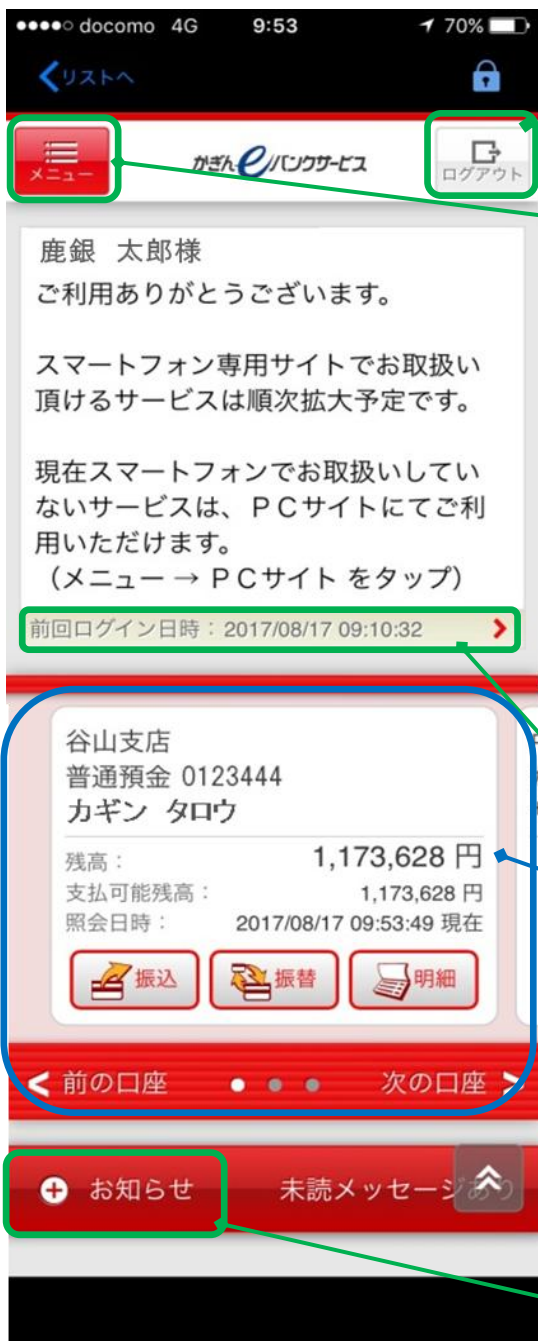 docomo 4G 9:53 70%
リストへ
メニュー かぎんeバンクサービス ログアウト
鹿銀 太郎様
ご利用ありがとうございます。
スマートフォン専用サイトでお取扱い
頂けるサービスは順次拡大予定です。
現在スマートフォンでお取扱いしてい
ないサービスは、ＰＣサイトにてご利
用いただけます。
（メニュー → ＰＣサイト をタップ）
前回ログイン日時：2017/08/17 09:10:32
谷山支店
普通預金 0123444
カギン タロウ
残高： 1,173,628 円
支払可能残高： 1,173,628 円
照会日時： 2017/08/17 09:53:49 現在
振込 振替 明細
前の口座 次の口座
お知らせ 未読メッセージあり